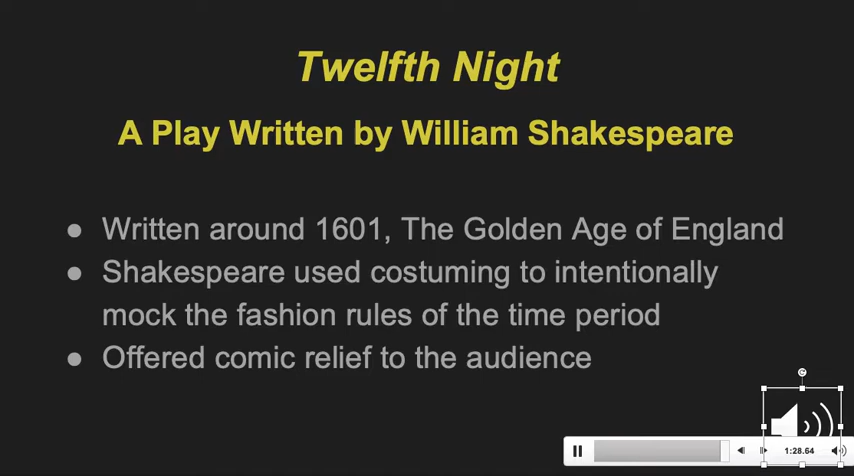 Twelfth Night
A Play Written by William Shakespeare
● Written around 1601, The Golden Age of England
● Shakespeare used costuming to intentionally
mock the fashion rules of the time period
● Offered comic relief to the audience
1:28.64